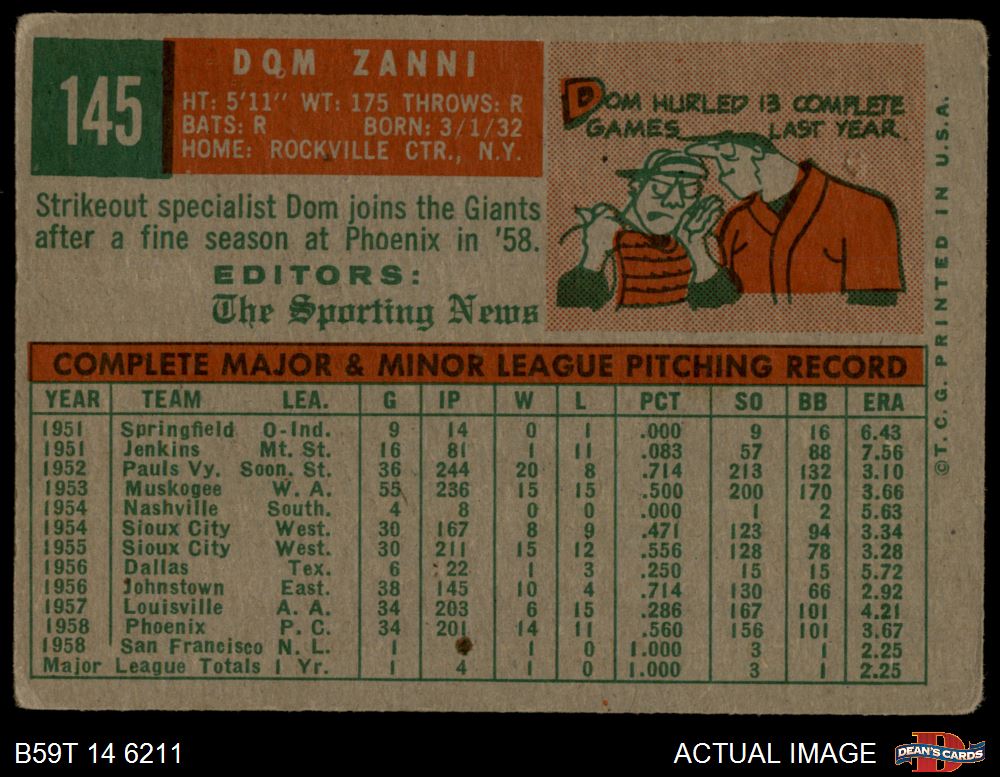 145
DOM ZANNI
HT: 5'11" WT: 175 THROWS: R
BATS: R BORN: 3/1/32
HOME: ROCKVILLE CTR., N.Y.
DOM HURLED 13 COMPLETE
GAMES LAST YEAR.
Strikeout specialist Dom joins the Giants
after a fine season at Phoenix in '58.
EDITORS:
The Sporting News
© T. C. G. PRINTED IN U.S.A.
COMPLETE MAJOR & MINOR LEAGUE PITCHING RECORD
YEAR TEAM LEA. G IP W L PCT SO BB ERA
1951 Springfield O-Ind. 9 14 0 1 .000 9 16 6.43
1951 Jenkins Mt. St. 16 81 1 11 .083 57 88 7.56
1952 Pauls Vy. Soon. St. 36 244 20 8 .714 213 132 3.10
1953 Muskogee W. A. 55 236 15 15 .500 200 170 3.66
1954 Nashville South. 4 8 0 0 .000 1 2 5.63
1954 Sioux City West. 30 167 8 9 .471 123 94 3.34
1955 Sioux City West. 30 211 15 12 .556 128 78 3.28
1956 Dallas Tex. 6 22 1 3 .250 15 15 5.72
1956 Johnstown East. 38 145 10 4 .714 130 66 2.92
1957 Louisville A. A. 34 203 6 15 .286 167 101 4.21
1958 Phoenix P. C. 34 201 14 11 .560 156 101 3.67
1958 San Francisco N. L. 1 1 0 1.000 3 1 2.25
Major League Totals 1 Yr. 1 4 1 0 1.000 3 1 2.25
B59T 14 6211
ACTUAL IMAGE
DEAN'S CARDS